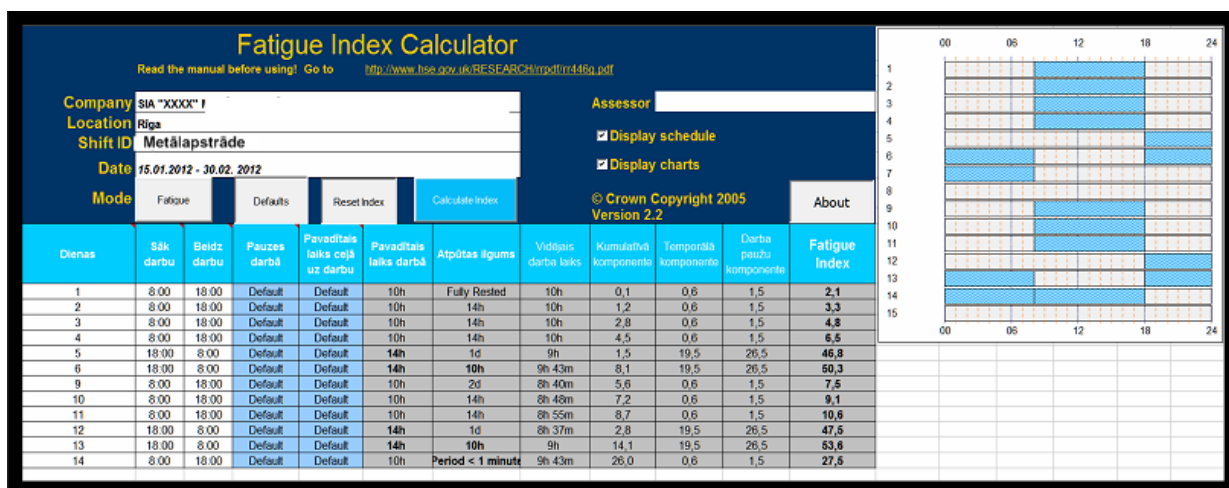 Fatigue Index Calculator
Read the manual before using! Go to http://www.hse.gov.uk/RESEARCH/rrpdf/rr446g.pdf
Company SIA "XXXX"
Assessor
Location Rīga
Shift ID Metālapstrāde
Display schedule
Date 15.01.2012 - 30.02. 2012
Display charts
Mode Fatigue Defaults Reset Index Calculate Index
© Crown Copyright 2005
Version 2.2
About
Dienas Sāk darbu Beidz darbu Pauzes darbā Pavadītais laiks ceļā uz darbu Pavadītais laiks darbā Atpūtas ilgums Vidējais darba laiks Kumulatīvā komponente Temporālā komponente Darba paužu komponente Fatigue Index
1 8:00 18:00 Default Default 10h Fully Rested 10h 0,1 0,6 1,5 2,1
2 8:00 18:00 Default Default 10h 14h 10h 1,2 0,6 1,5 3,3
3 8:00 18:00 Default Default 10h 14h 10h 2,8 0,6 1,5 4,8
4 8:00 18:00 Default Default 10h 14h 10h 4,5 0,6 1,5 6,5
5 18:00 8:00 Default Default 14h 1d 9h 1,5 19,5 26,5 46,8
6 18:00 8:00 Default Default 14h 10h 9h 43m 8,1 19,5 26,5 50,3
9 8:00 18:00 Default Default 10h 2d 8h 40m 5,6 0,6 1,5 7,5
10 8:00 18:00 Default Default 10h 14h 8h 48m 7,2 0,6 1,5 9,1
11 8:00 18:00 Default Default 10h 14h 8h 55m 8,7 0,6 1,5 10,6
12 18:00 8:00 Default Default 14h 1d 8h 37m 2,8 19,5 26,5 47,5
13 18:00 8:00 Default Default 14h 10h 9h 14,1 19,5 26,5 53,6
14 8:00 18:00 Default Default 10h Period < 1 minute 9h 43m 26,0 0,6 1,5 27,5
00 06 12 18 24
1
2
3
4
5
6
7
8
9
10
11
12
13
14
15
00 06 12 18 24